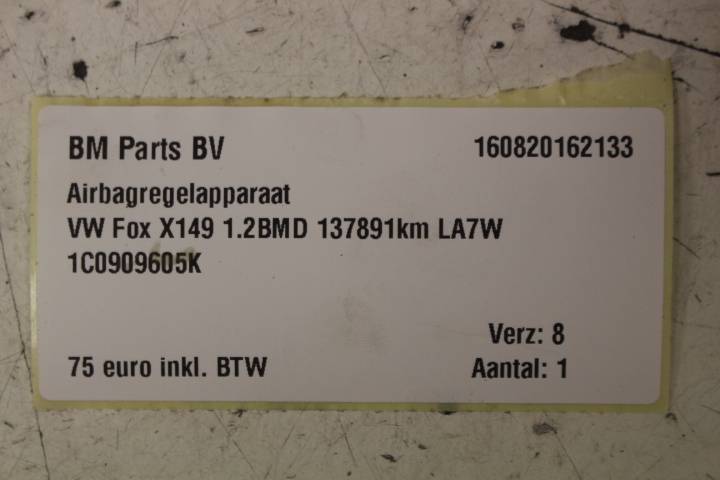 BM Parts BV 160820162133
Airbagregelapparaat
VW Fox X149 1.2BMD 137891km LA7W
1C0909605K
Verz: 8
75 euro inkl. BTW Aantal: 1